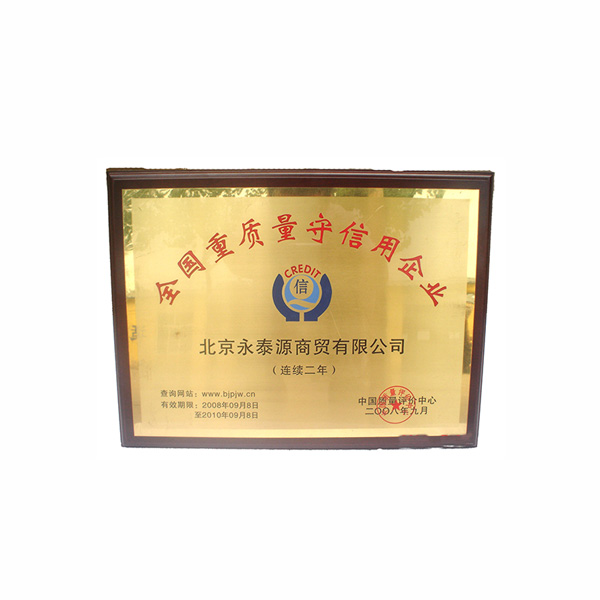 全国重质量守信用企业
CREDIT
信
北京永泰源商贸有限公司
（连续二年）
查询网站：www.bjpjw.cn
有效期限：2008年09月8日
至2010年09月8日
中国质量评价中心
二〇〇八年九月